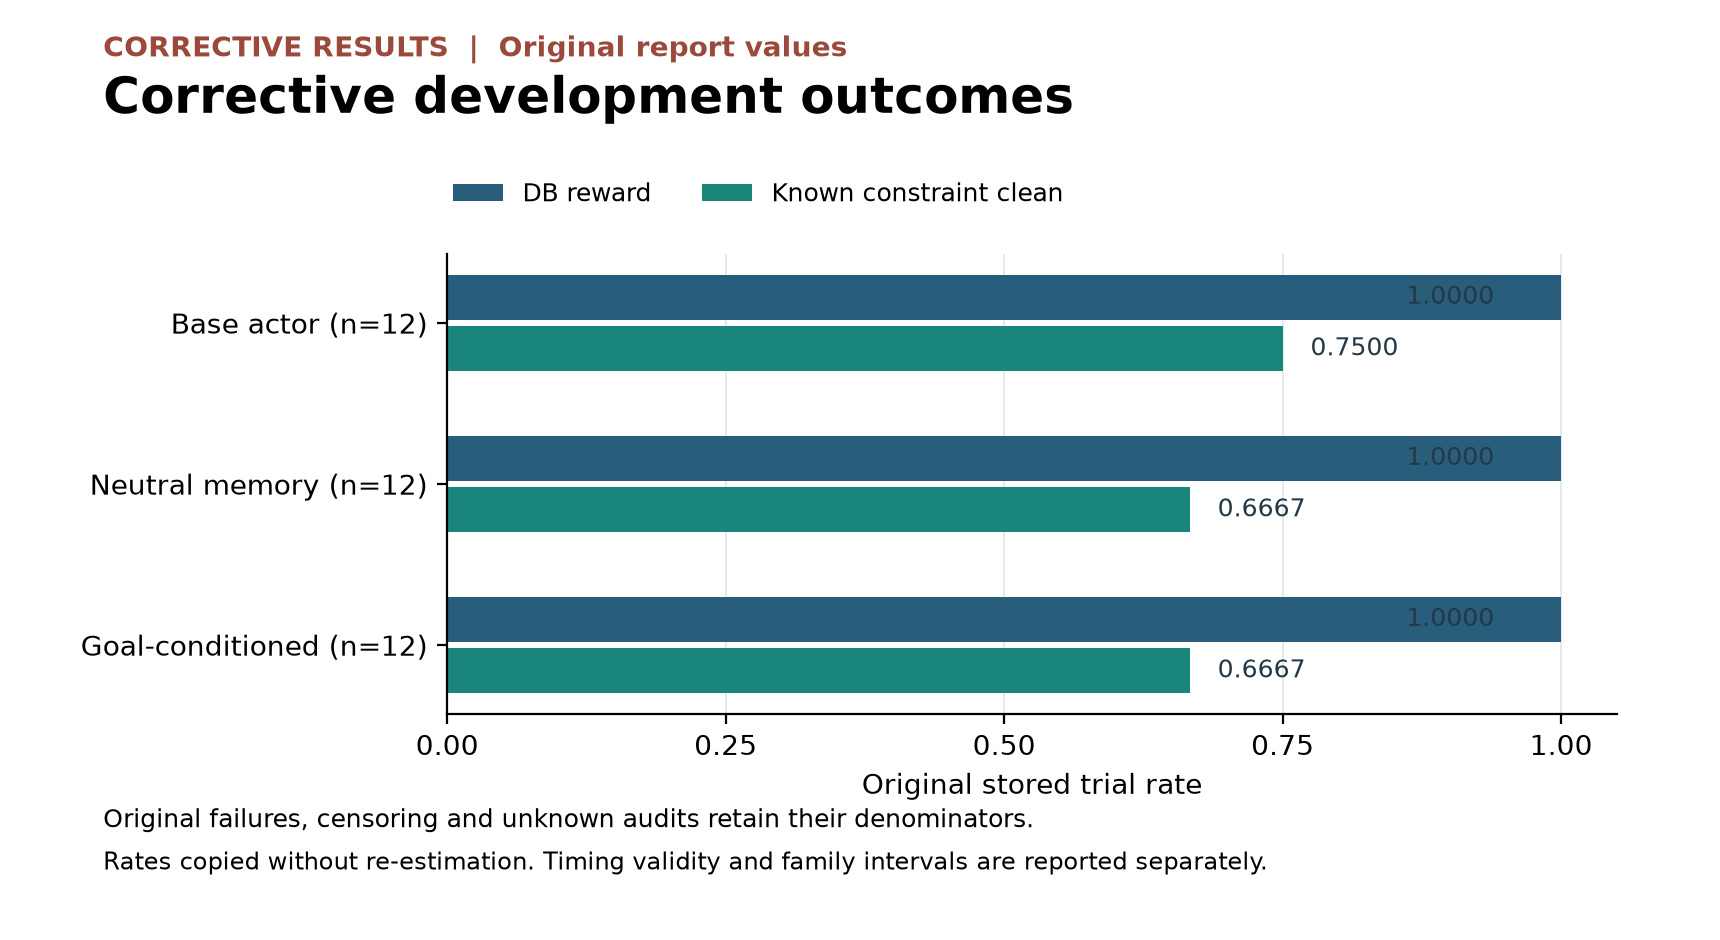 CORRECTIVE RESULTS | Original report values
Corrective development outcomes
DB reward
Known constraint clean
Base actor (n=12)
1.0000
0.7500
Neutral memory (n=12)
1.0000
0.6667
Goal-conditioned (n=12)
1.0000
0.6667
0.00 0.25 0.50 0.75 1.00
Original stored trial rate
Original failures, censoring and unknown audits retain their denominators.
Rates copied without re-estimation. Timing validity and family intervals are reported separately.